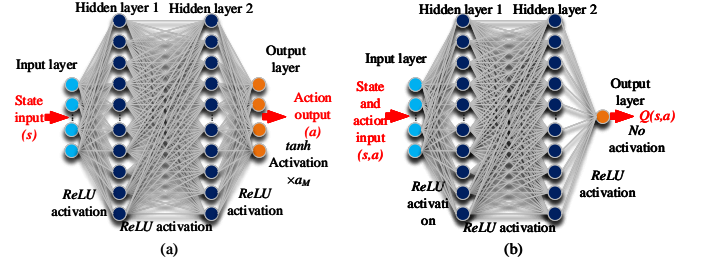 Hidden layer 1 Hidden layer 2
Input layer
Output
layer
State
input
(s)
Action
output
(a)
tanh
Activation
×aM
ReLU
activation
ReLU
activation
ReLU activation
(a)
Hidden layer 1 Hidden layer 2
Input layer
State
and
action
input
(s,a)
Output
layer
Q(s,a)
No
activation
ReLU
activati
on
ReLU
activation
ReLU activation
(b)